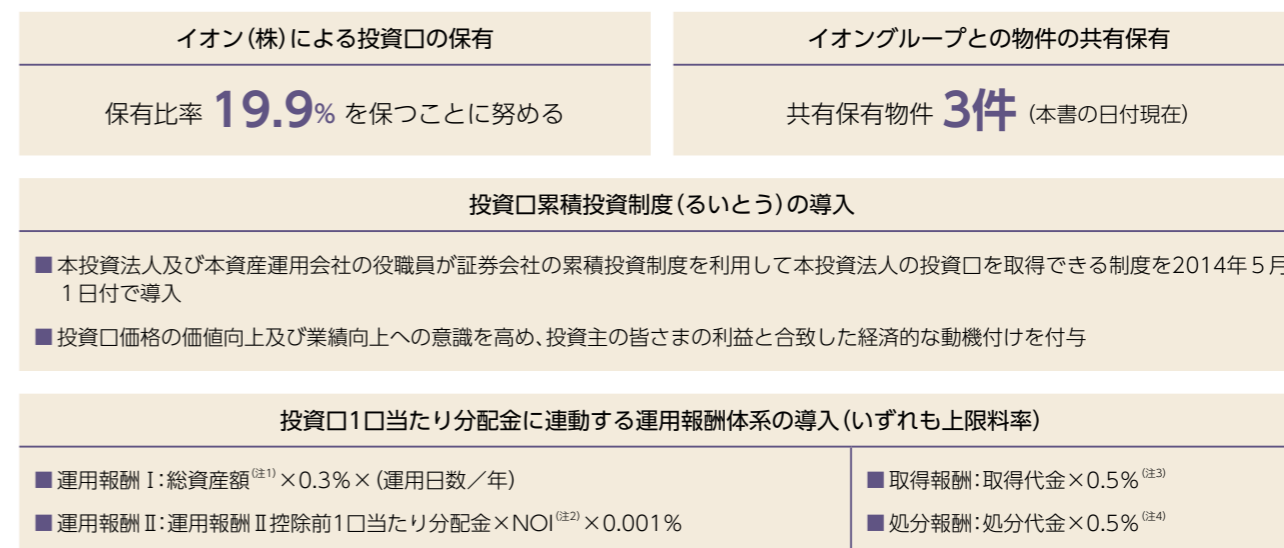 イオン(株)による投資口の保有
保有比率 19.9% を保つことに努める
イオングループとの物件の共有保有
共有保有物件 3件 (本書の日付現在)
投資口累積投資制度(るいとう)の導入
■本投資法人及び本資産運用会社の役職員が証券会社の累積投資制度を利用して本投資法人の投資口を取得できる制度を2014年5月
1日付で導入
■投資口価格の価値向上及び業績向上への意識を高め、投資主の皆さまの利益と合致した経済的な動機付けを付与
投資口1口当たり分配金に連動する運用報酬体系の導入(いずれも上限料率)
■運用報酬Ⅰ:総資産額(注1)×0.3%×(運用日数/年)
■運用報酬Ⅱ:運用報酬Ⅱ控除前1口当たり分配金×NOI(注2)×0.001%
■取得報酬:取得代金×0.5%(注3)
■処分報酬:処分代金×0.5%(注4)